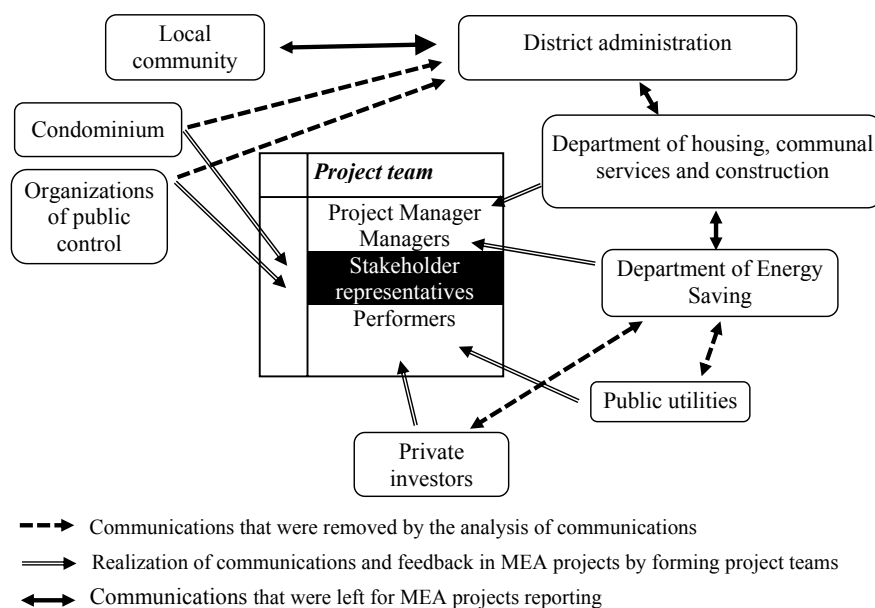 Local
community
District administration
Condominium
Department of housing, communal
services and construction
Organizations
of public
control
Project team
Project Manager
Managers
Stakeholder
representatives
Performers
Department of Energy
Saving
Public utilities
Private
investors
Communications that were removed by the analysis of communications
Realization of communications and feedback in MEA projects by forming project teams
Communications that were left for MEA projects reporting